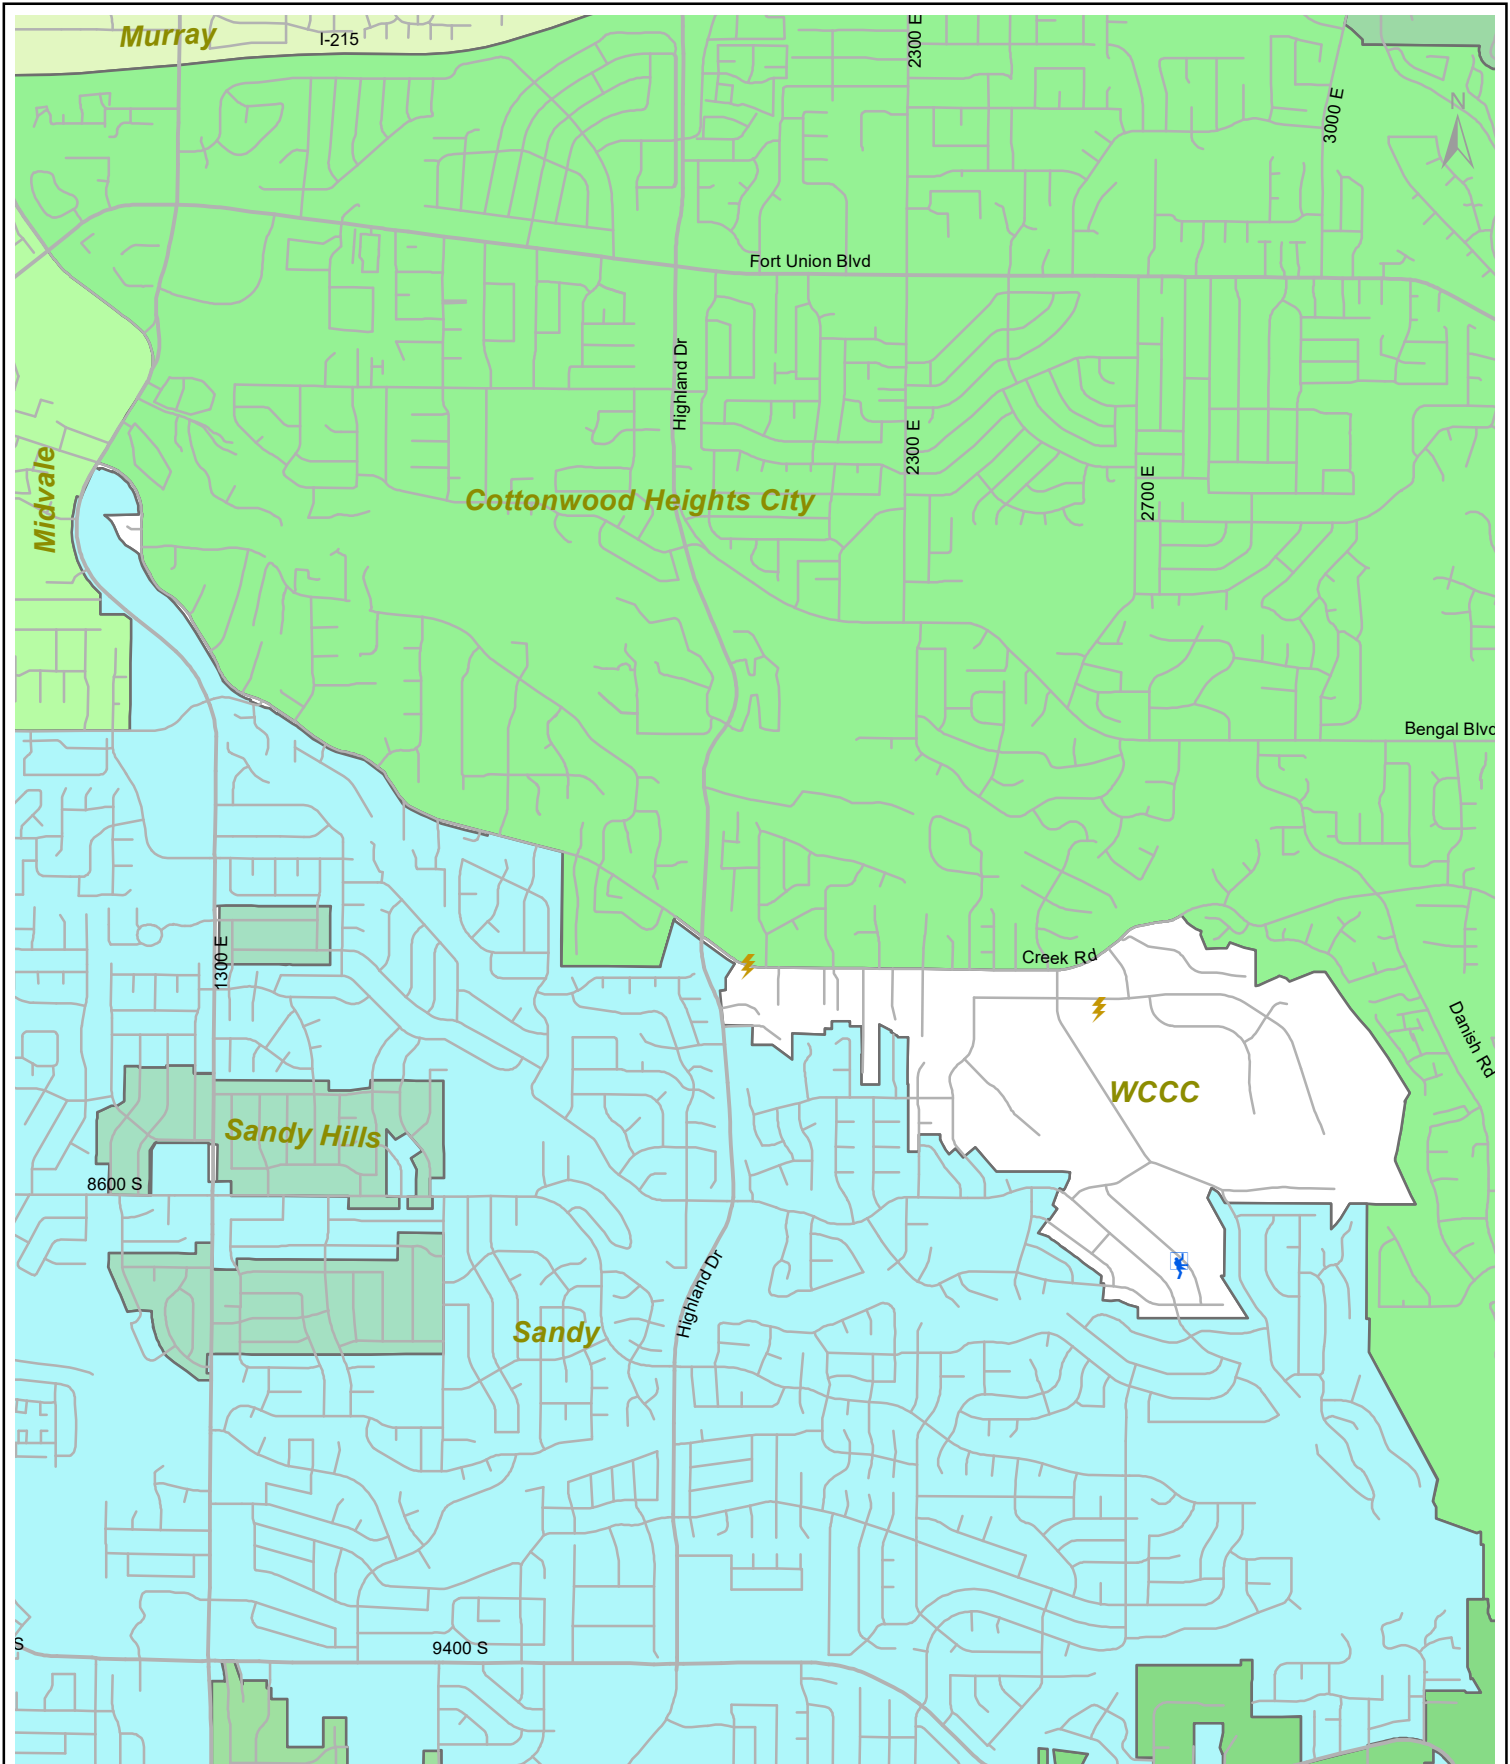 Murray
I-215
2300 E
3000 E
N
Fort Union Blvd
Highland Dr
2300 E
Midvale
Cottonwood Heights City
2700 E
Bengal Blvd
1300 E
Creek Rd
Danish Rd
WCCC
Sandy Hills
8600 S
Highland Dr
Sandy
S
9400 S